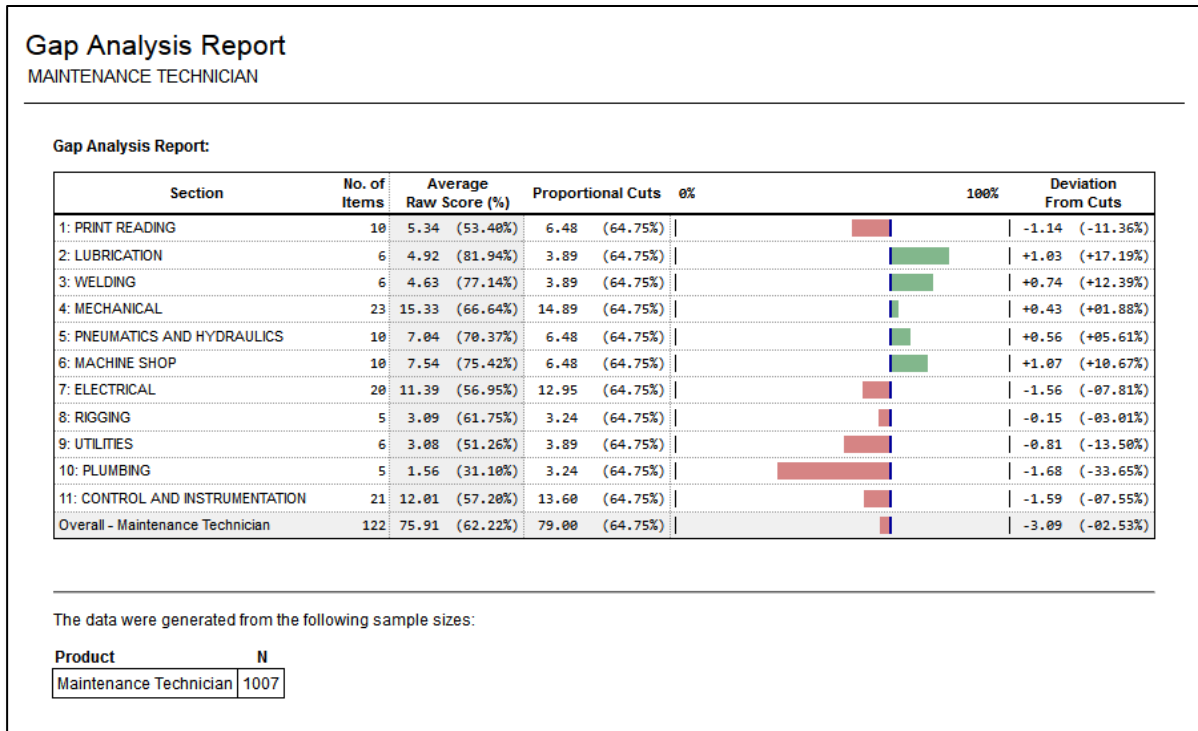 Gap Analysis Report
MAINTENANCE TECHNICIAN
Gap Analysis Report:
Section No. of Items Average Raw Score (%) Proportional Cuts 0% 100% Deviation From Cuts
1: PRINT READING 10 5.34 (53.40%) 6.48 (64.75%) -1.14 (-11.36%)
2: LUBRICATION 6 4.92 (81.94%) 3.89 (64.75%) +1.03 (+17.19%)
3: WELDING 6 4.63 (77.14%) 3.89 (64.75%) +0.74 (+12.39%)
4: MECHANICAL 23 15.33 (66.64%) 14.89 (64.75%) +0.43 (+01.88%)
5: PNEUMATICS AND HYDRAULICS 10 7.04 (70.37%) 6.48 (64.75%) +0.56 (+05.61%)
6: MACHINE SHOP 10 7.54 (75.42%) 6.48 (64.75%) +1.07 (+10.67%)
7: ELECTRICAL 20 11.39 (56.95%) 12.95 (64.75%) -1.56 (-07.81%)
8: RIGGING 5 3.09 (61.75%) 3.24 (64.75%) -0.15 (-03.01%)
9: UTILITIES 6 3.08 (51.26%) 3.89 (64.75%) -0.81 (-13.50%)
10: PLUMBING 5 1.56 (31.10%) 3.24 (64.75%) -1.68 (-33.65%)
11: CONTROL AND INSTRUMENTATION 21 12.01 (57.20%) 13.60 (64.75%) -1.59 (-07.55%)
Overall - Maintenance Technician 122 75.91 (62.22%) 79.00 (64.75%) -3.09 (-02.53%)
The data were generated from the following sample sizes:
Product N
Maintenance Technician 1007